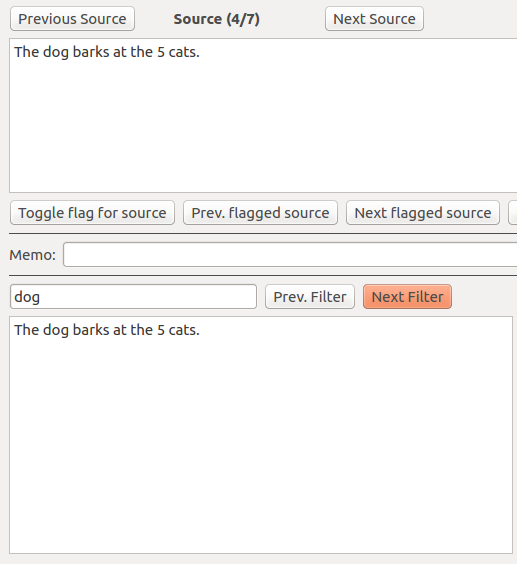 Previous Source Source (4/7) Next Source
The dog barks at the 5 cats.
Toggle flag for source Prev. flagged source Next flagged source
Memo:
dog Prev. Filter Next Filter
The dog barks at the 5 cats.